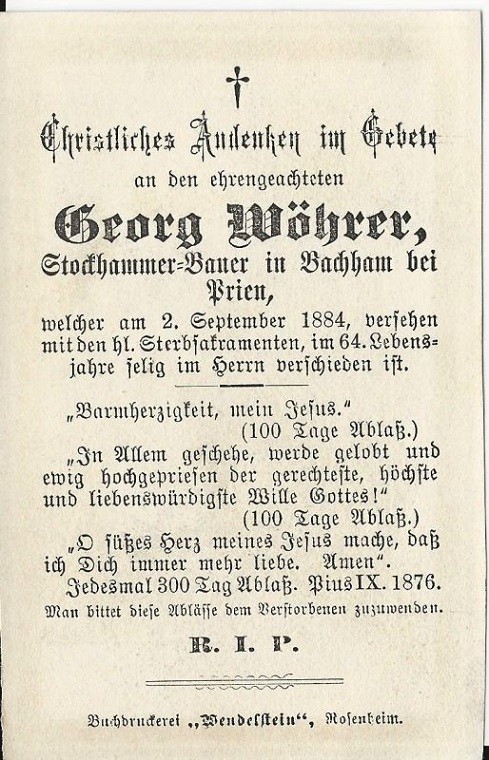 Christliches Andenken im Gebete
an den ehrengeachteten
Georg Wöhrer,
Stockhammer=Bauer in Bachham bei
Prien,
welcher am 2. September 1884, versehen
mit den hl. Sterbsakramenten, im 64. Lebens-
jahre selig im Herrn verschieden ist.
„Barmherzigkeit, mein Jesus.“
(100 Tage Ablaß.)
„In Allem geschehe, werde gelobt und
ewig hochgepriesen der gerechteste, höchste
und liebenswürdigste Wille Gottes!“
(100 Tage Ablaß.)
„O süßes Herz meines Jesus mache, daß
ich Dich immer mehr liebe. Amen“.
Jedesmal 300 Tag Ablaß. Pius IX. 1876.
Man bittet diese Ablässe dem Verstorbenen zuzuwenden.
R. I. P.
Buchdruckerei „Wendelstein“, Rosenheim.